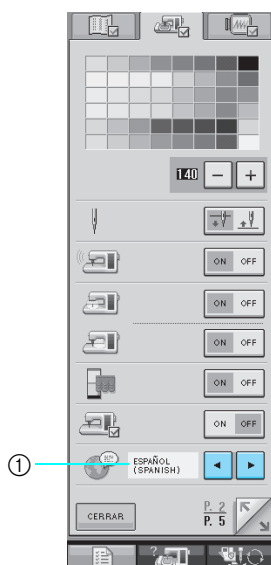 140 − +
ON OFF
ON OFF
ON OFF
ON OFF
ON OFF
① ESPAÑOL
(SPANISH)
CERRAR
P. 2
P. 5
?